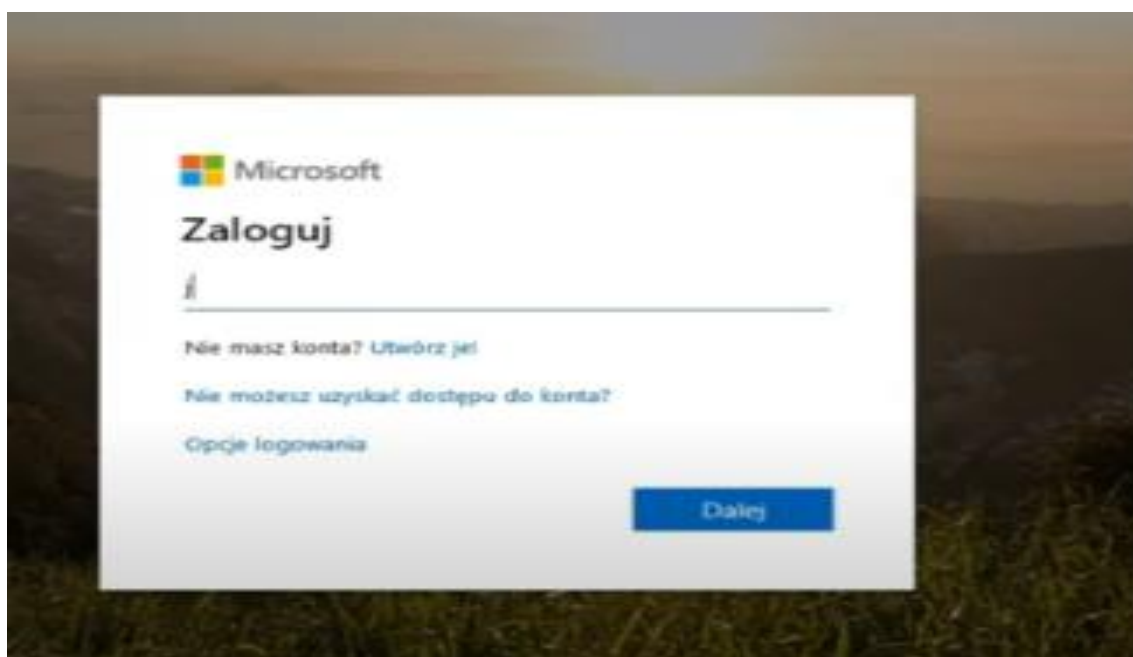 Microsoft
Zaloguj
Nie masz konta? Utwórz je!
Nie możesz uzyskać dostępu do konta?
Opcje logowania
Dalej